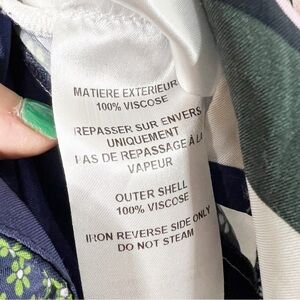 MATIERE EXTERIEUR
100% VISCOSE
REPASSER SUR ENVERS
UNIQUEMENT
PAS DE REPASSAGE À LA
VAPEUR
OUTER SHELL
100% VISCOSE
IRON REVERSE SIDE ONLY
DO NOT STEAM